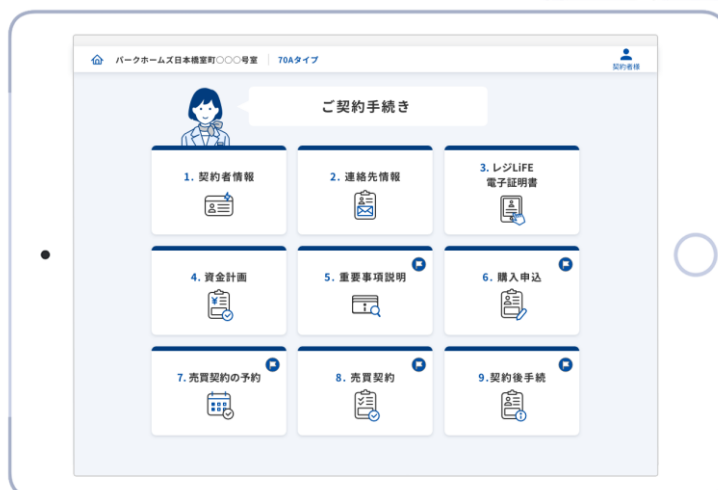 パークホームズ日本橋室町○○○号室 70Aタイプ
契約者様
ご契約手続き
1. 契約者情報
2. 連絡先情報
3. レジLiFE
電子証明書
4. 資金計画
5. 重要事項説明
6. 購入申込
7. 売買契約の予約
8. 売買契約
9.契約後手続